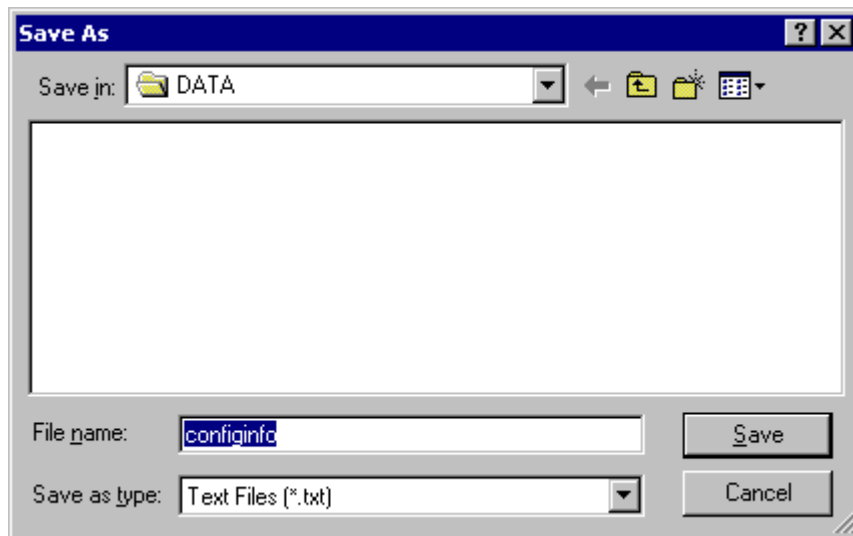 Save As
Save in: DATA
File name: configinfo Save
Save as type: Text Files (*.txt) Cancel